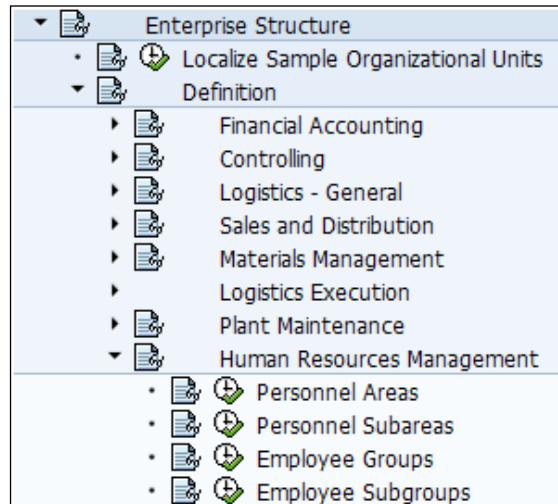 Enterprise Structure
Localize Sample Organizational Units
Definition
Financial Accounting
Controlling
Logistics - General
Sales and Distribution
Materials Management
Logistics Execution
Plant Maintenance
Human Resources Management
Personnel Areas
Personnel Subareas
Employee Groups
Employee Subgroups